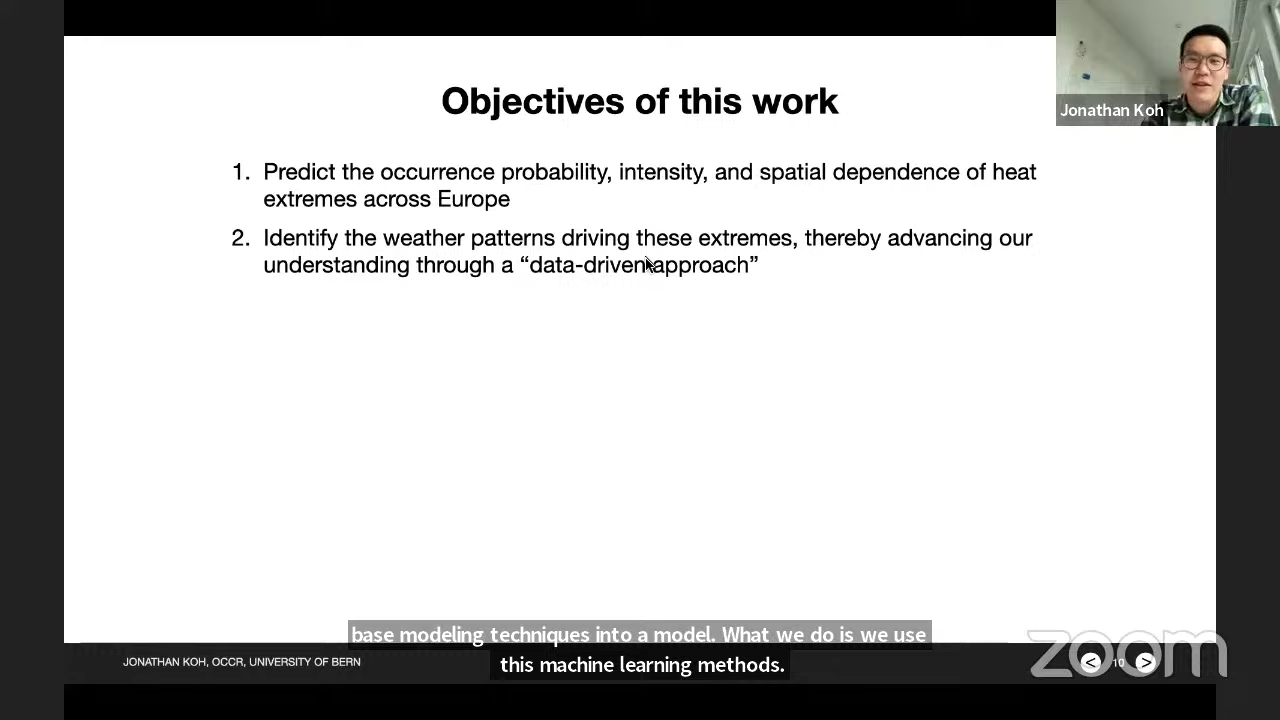 Objectives of this work
Jonathan Koh
1. Predict the occurrence probability, intensity, and spatial dependence of heat
extremes across Europe
2. Identify the weather patterns driving these extremes, thereby advancing our
understanding through a “data-driven approach”
base modeling techniques into a model. What we do is we use
this machine learning methods.
JONATHAN KOH, OCCR, UNIVERSITY OF BERN
< 10 >
zoom